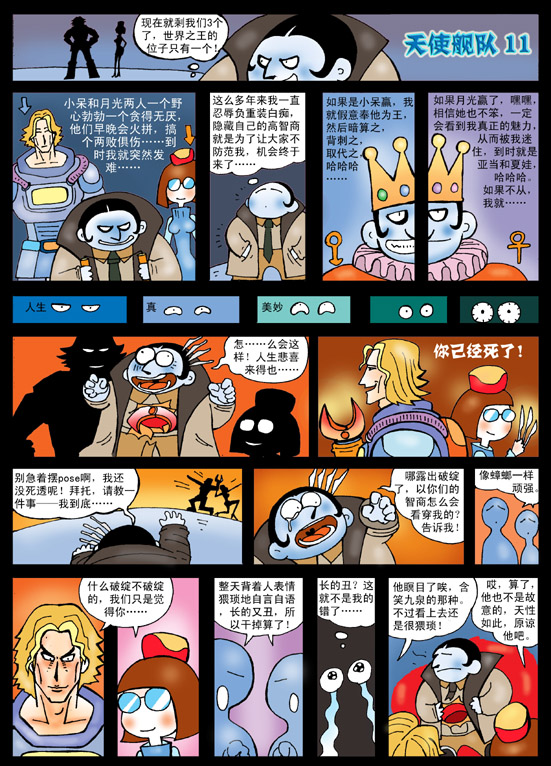 现在就剩我们3个
了，世界之王的
位子只有一个！
天使舰队 11
小呆和月光两人一个野
心勃勃一个贪得无厌，
他们早晚会火拼，搞
个两败俱伤……到
时我就突然发
难……
这么多年来我一直
忍辱负重装白痴，
隐藏自己的高智商
就是为了让大家不
防范我，机会终于
来了……
如果是小呆赢，我
就假意奉他为王，
然后暗算之，
背刺之，
取代之，
哈哈哈
……
如果月光赢了，嘿嘿，
相信她也不笨，一定
会看到我真正的魅力，
从而被我迷
住，到时就是
亚当和夏娃，
哈哈哈。
如果不从，
我就……
人生
真
美妙
怎……么会这
样！人生悲喜
来得也……
你已经死了！
别急着摆pose啊，我还
没死透呢！拜托，请教一
件事——我到底……
哪露出破绽
了，以你们的
智商怎么会
看穿我的？
告诉我！
像蟑螂一样
顽强。
什么破绽不破绽
的，我们只是觉
得你……
整天背着人表情
猥琐地自言自语
，长的又丑，所
以干掉算了！
长的丑？这
就不是我的
错了……
他瞑目了唉，含
笑九泉的那种。
不过看上去还
是很猥琐！
哎，算了，
他也不是故
意的，天性
如此，原谅
他吧。